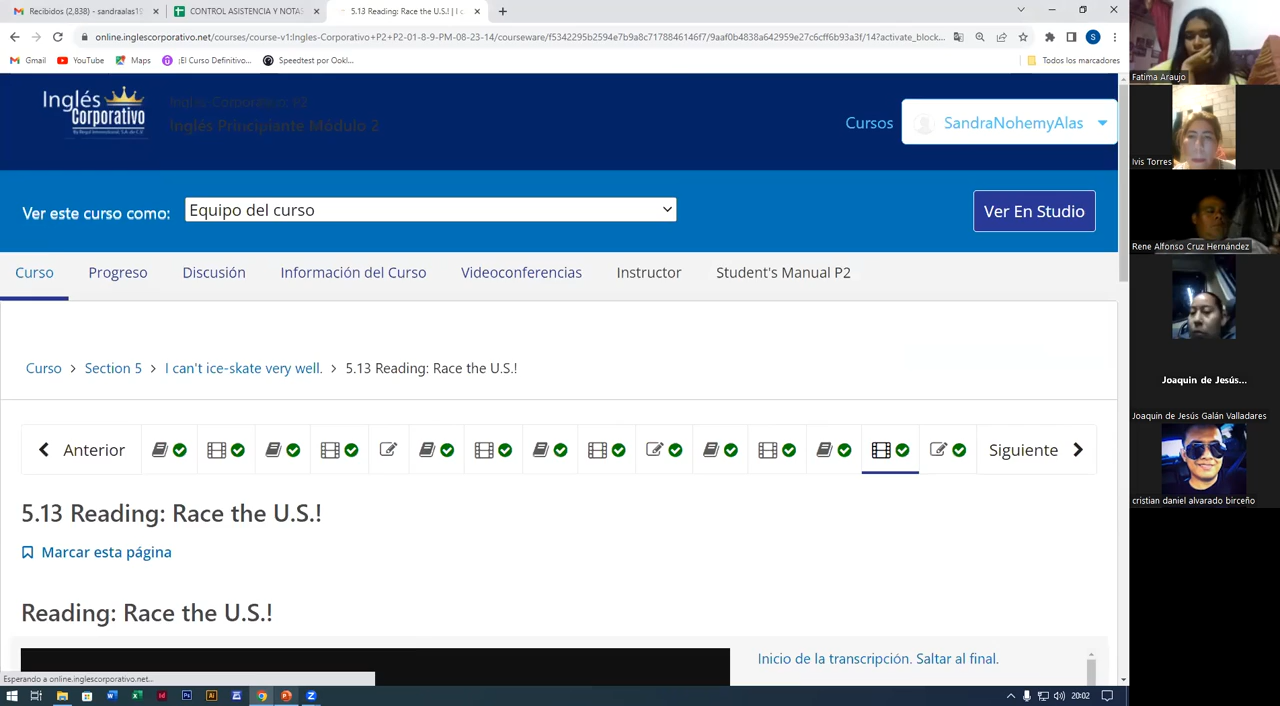 Recibidos (2,838) - sandraalas19
CONTROL ASISTENCIA Y NOTAS
5.13 Reading: Race the U.S.! | I c
online.inglescorporativo.net/courses/course-v1:Ingles-Corporativo+P2+P2-01-8-9-PM-08-23-14/courseware/f5342295b2594e7b9a8c7178846146f7/9aaf0b4838a642959e27c6cff6b93a3f/14?activate_block...
S
Gmail
YouTube
Maps
¡El Curso Definitivo...
Speedtest por Ookl...
Todos los marcadores
Inglés
Corporativo
Inglés Corporativo: P2
Inglés Principiante Módulo 2
Cursos
SandraNohemyAlas
Ver este curso como:
Equipo del curso
Ver En Studio
Curso
Progreso
Discusión
Información del Curso
Videoconferencias
Instructor
Student's Manual P2
Curso > Section 5 > I can't ice-skate very well. > 5.13 Reading: Race the U.S.!
Anterior
Siguiente
5.13 Reading: Race the U.S.!
Marcar esta página
Reading: Race the U.S.!
Inicio de la transcripción. Saltar al final.
Esperando a online.inglescorporativo.net...
20:02
Fatima Araujo
Ivis Torres
Rene Alfonso Cruz Hernández
Joaquin de Jesús...
Joaquin de Jesús Galán Valladares
cristian daniel alvarado birceño